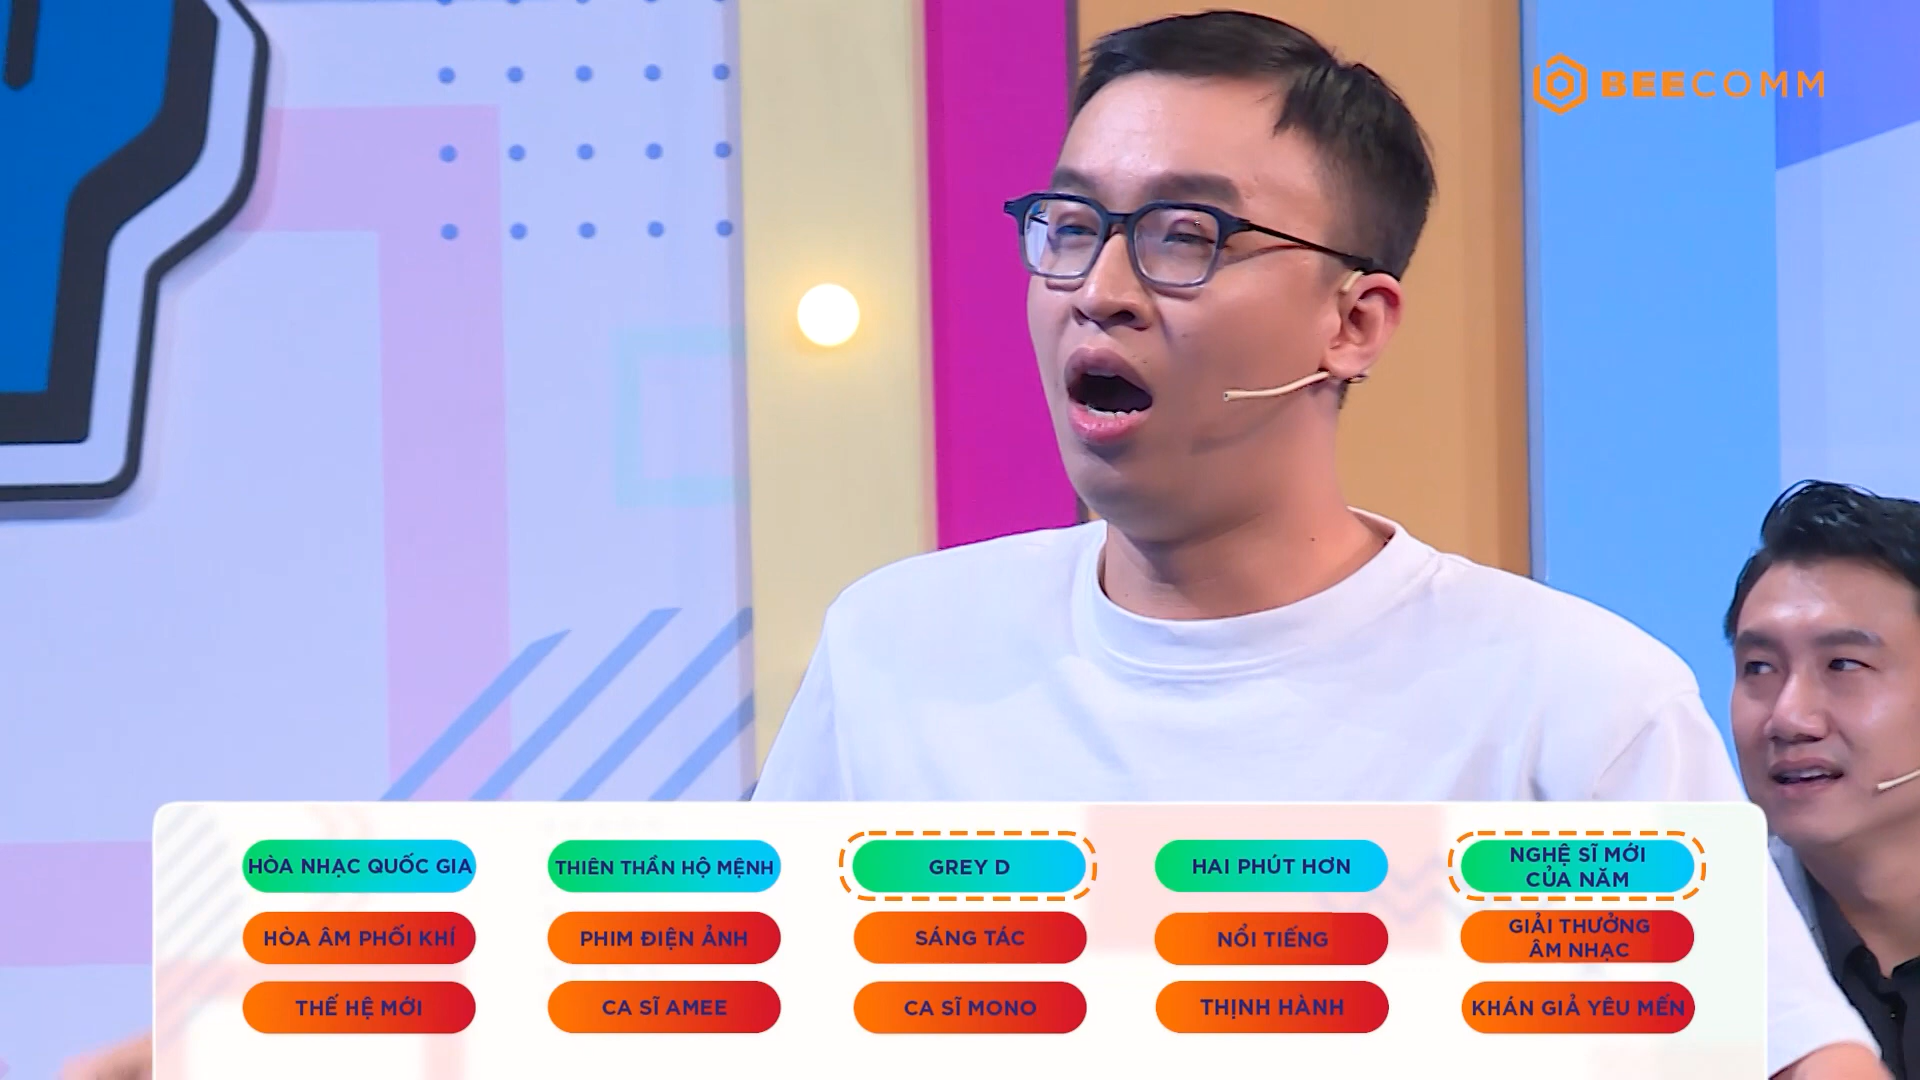 BEECOMM
HÒA NHẠC QUỐC GIA
THIÊN THẦN HỘ MỆNH
GREY D
HAI PHÚT HƠN
NGHỆ SĨ MỚI
CỦA NĂM
HÒA ÂM PHỐI KHÍ
PHIM ĐIỆN ẢNH
SÁNG TÁC
NỔI TIẾNG
GIẢI THƯỞNG
ÂM NHẠC
THẾ HỆ MỚI
CA SĨ AMEE
CA SĨ MONO
THỊNH HÀNH
KHÁN GIẢ YÊU MẾN